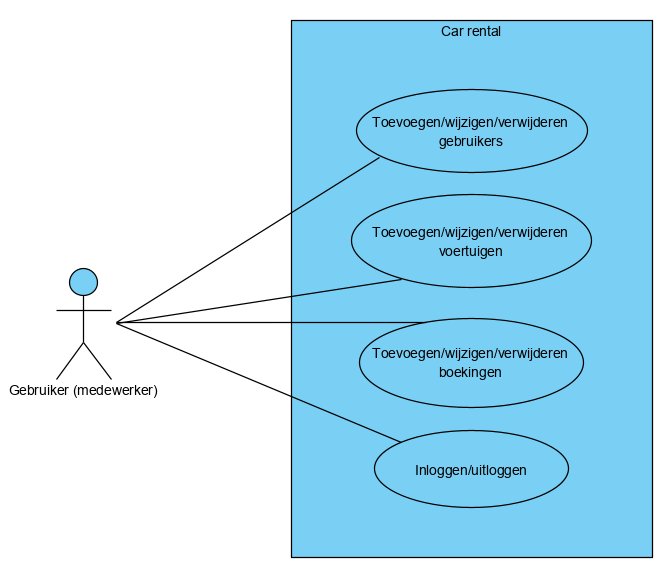 Car rental
Toevoegen/wijzigen/verwijderen
gebruikers
Toevoegen/wijzigen/verwijderen
voertuigen
Toevoegen/wijzigen/verwijderen
boekingen
Gebruiker (medewerker)
Inloggen/uitloggen